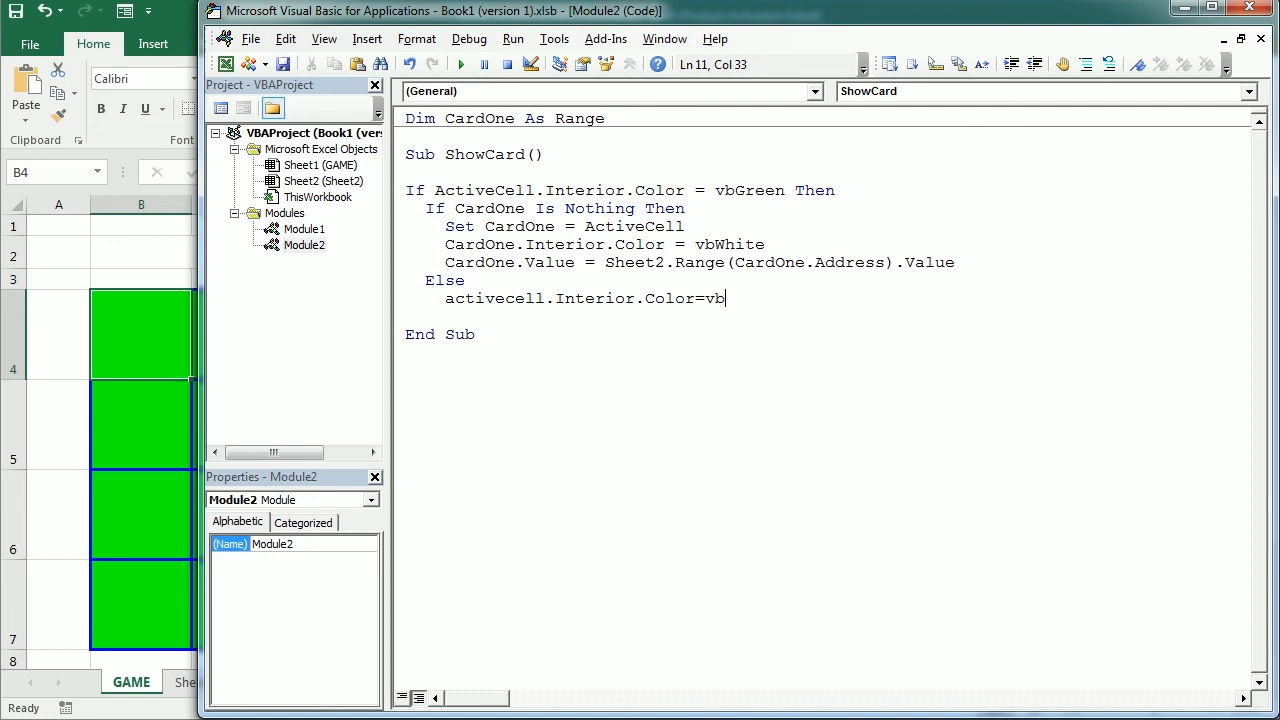 Microsoft Visual Basic for Applications - Book1 (version 1).xlsb - [Module2 (Code)]
File Home Insert
File Edit View Insert Format Debug Run Tools Add-Ins Window Help
Ln 11, Col 33
Calibri
Paste
B I U
Clipboard Font
B4
A B
1
2
3
4
5
6
7
8
GAME She
Ready
Project - VBAProject
VBAProject (Book1 (ver
Microsoft Excel Objects
Sheet1 (GAME)
Sheet2 (Sheet2)
ThisWorkbook
Modules
Module1
Module2
Properties - Module2
Module2 Module
Alphabetic Categorized
(Name) Module2
(General) ShowCard
Dim CardOne As Range
Sub ShowCard()
If ActiveCell.Interior.Color = vbGreen Then
If CardOne Is Nothing Then
Set CardOne = ActiveCell
CardOne.Interior.Color = vbWhite
CardOne.Value = Sheet2.Range(CardOne.Address).Value
Else
activecell.Interior.Color=vb
End Sub